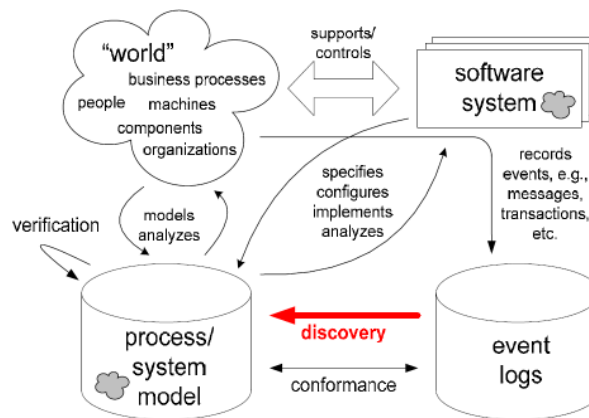 “world”
business processes
people machines
components
organizations
supports/
controls
software
system
records
events, e.g.,
messages,
transactions,
etc.
specifies
configures
implements
analyzes
models
analyzes
verification
process/
system
model
discovery
conformance
event
logs